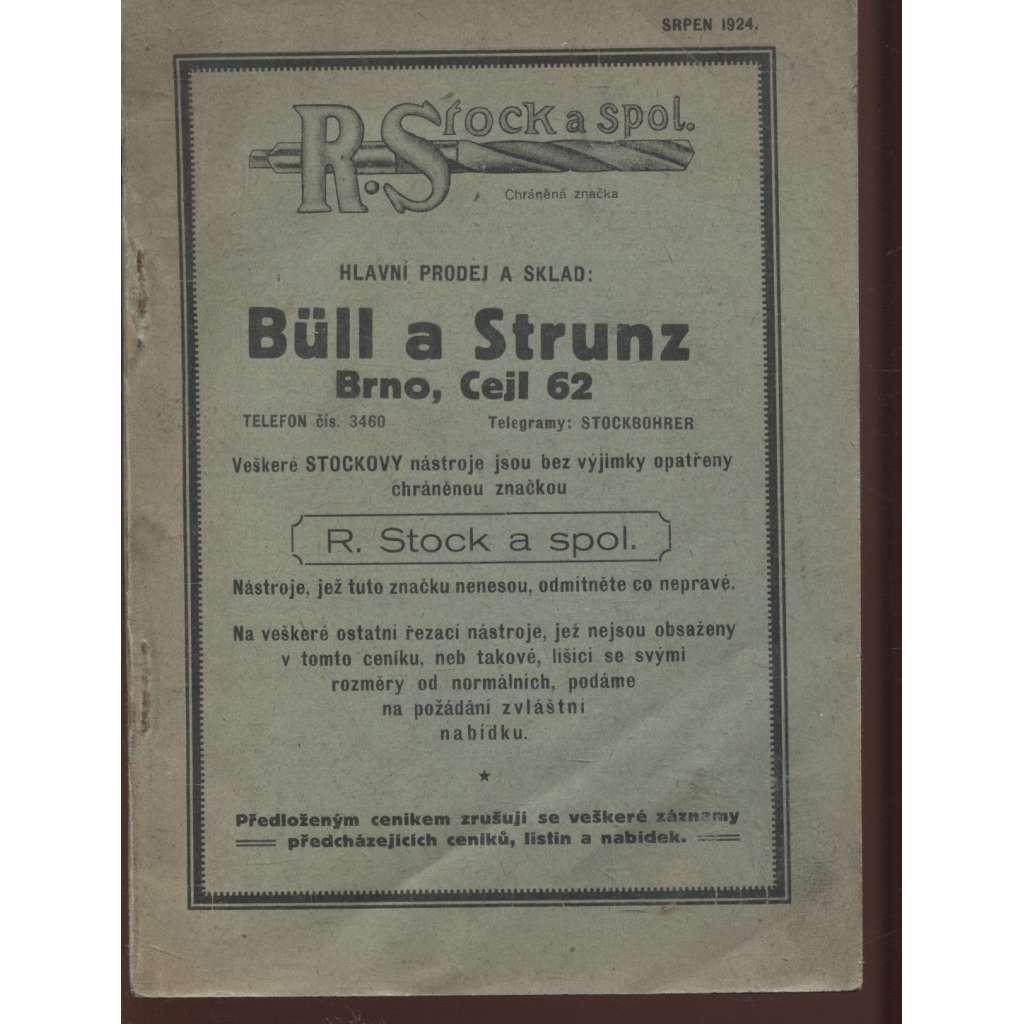 SRPEN 1924.
R. Stock a spol.
Chráněná značka
HLAVNÍ PRODEJ A SKLAD:
Büll a Strunz
Brno, Cejl 62
TELEFON čís. 3460 Telegramy: STOCKBOHRER
Veškeré STOCKOVY nástroje jsou bez výjimky opatřeny
chráněnou značkou
R. Stock a spol.
Nástroje, jež tuto značku nenesou, odmítněte co nepravé.
Na veškeré ostatní řezací nástroje, jež nejsou obsaženy
v tomto ceníku, neb takové, lišící se svými
rozměry od normálních, podáme
na požádání zvláštní
nabídku.
Předloženým ceníkem zrušují se veškeré záznamy
předcházejících ceníků, listin a nabídek.